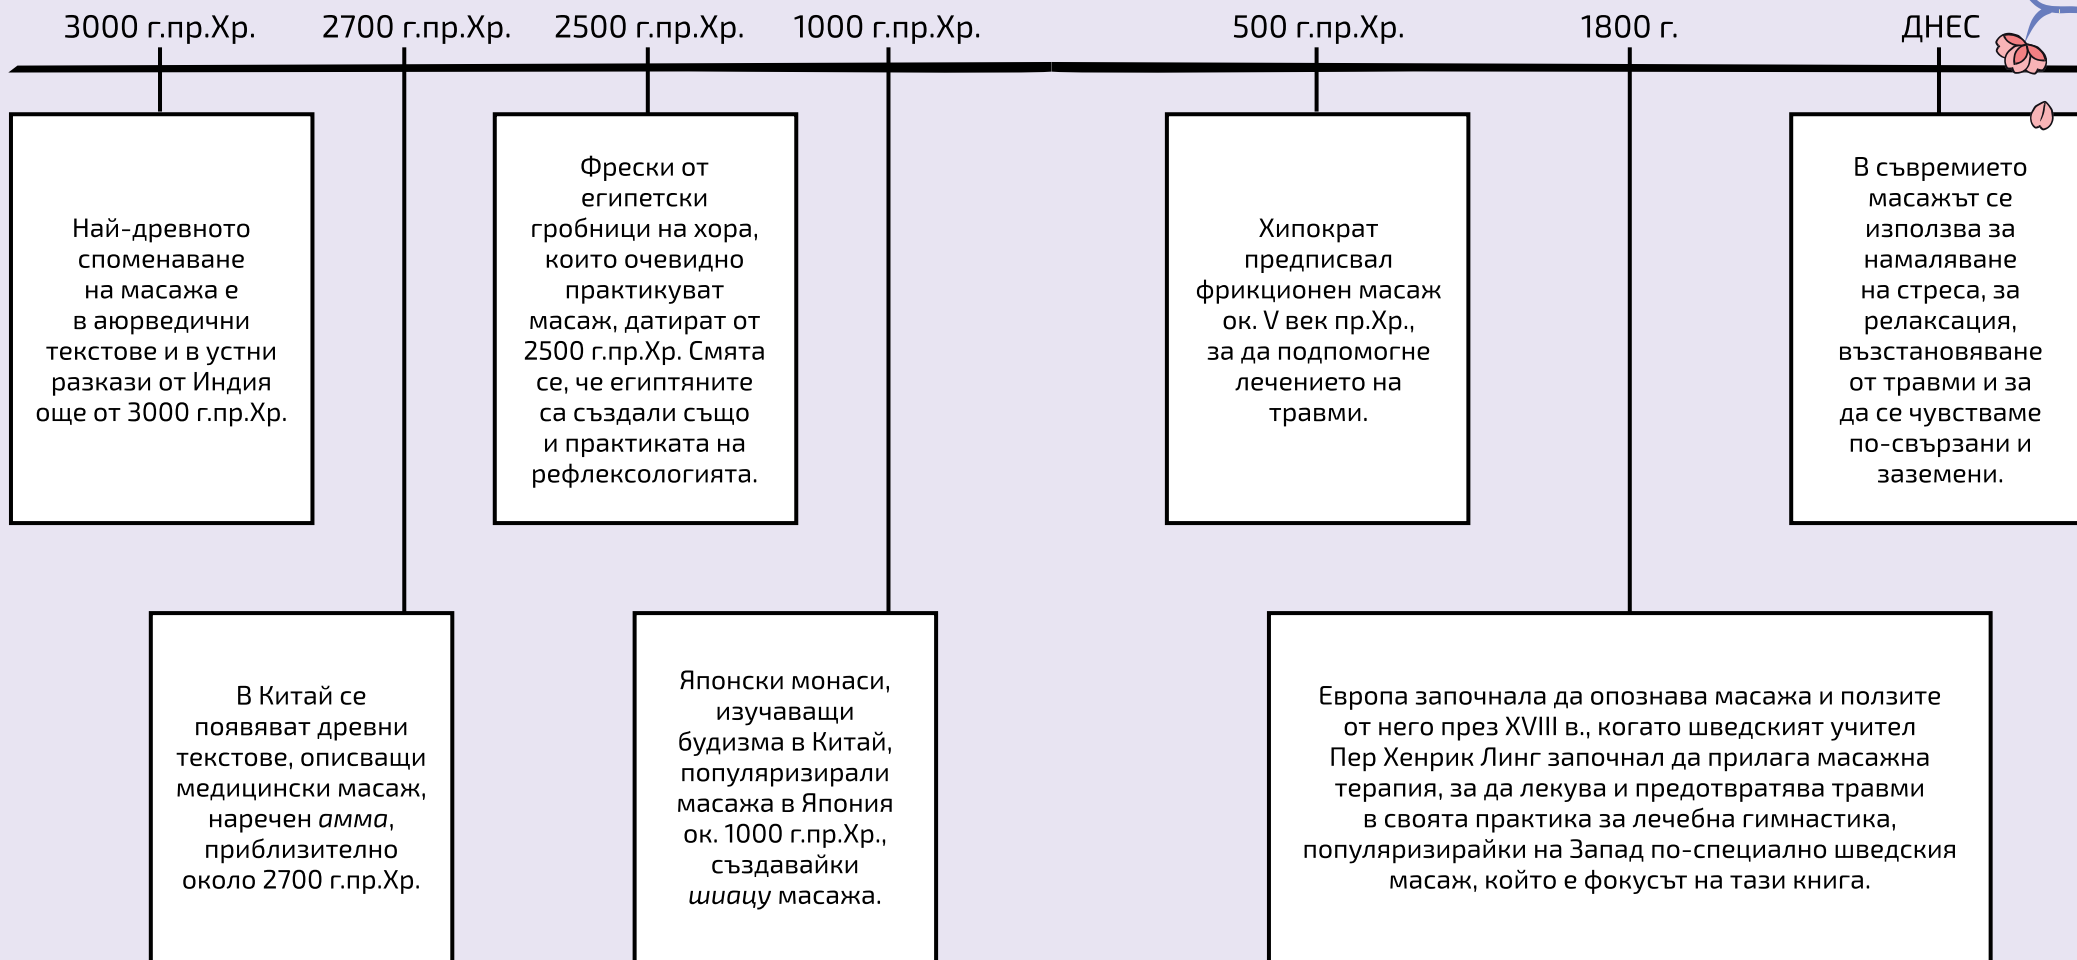 3000 г.пр.Хр.
2700 г.пр.Хр.
2500 г.пр.Хр.
1000 г.пр.Хр.
500 г.пр.Хр.
1800 г.
ДНЕС
Най-древното
споменаване
на масажа е
в аюрведични
текстове и в устни
разкази от Индия
още от 3000 г.пр.Хр.
В Китай се
появяват древни
текстове, описващи
медицински масаж,
наречен амма,
приблизително
около 2700 г.пр.Хр.
Фрески от
египетски
гробници на хора,
които очевидно
практикуват
масаж, датират от
2500 г.пр.Хр. Смята
се, че египтяните
са създали също
и практиката на
рефлексологията.
Японски монаси,
изучаващи
будизма в Китай,
популяризирали
масажа в Япония
ок. 1000 г.пр.Хр.,
създавайки
шиацу масажа.
Хипократ
предписвал
фрикционен масаж
ок. V век пр.Хр.,
за да подпомогне
лечението на
травми.
Европа започнала да опознава масажа и ползите
от него през XVIII в., когато шведският учител
Пер Хенрик Линг започнал да прилага масажна
терапия, за да лекува и предотвратява травми
в своята практика за лечебна гимнастика,
популяризирайки на Запад по-специално шведския
масаж, който е фокусът на тази книга.
В съвремието
масажът се
използва за
намаляване
на стреса, за
релаксация,
възстановяване
от травми и за
да се чувстваме
по-свързани и
заземени.